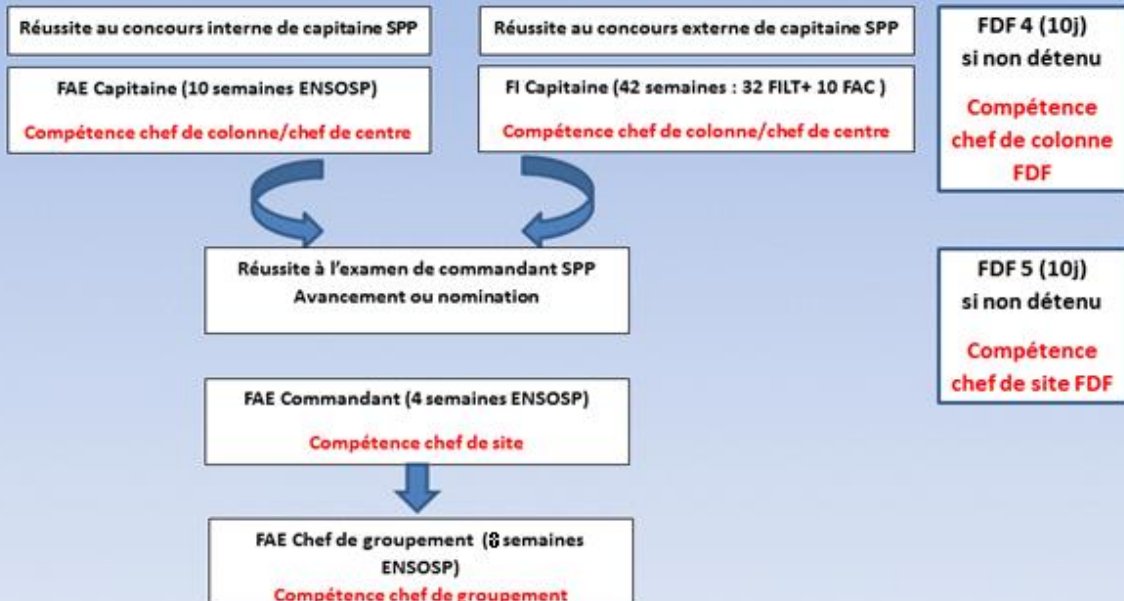 Réussite au concours interne de capitaine SPP
FAE Capitaine (10 semaines ENSOSP)
Compétence chef de colonne/chef de centre
Réussite au concours externe de capitaine SPP
FI Capitaine (42 semaines : 32 FILT+ 10 FAC )
Compétence chef de colonne/chef de centre
FDF 4 (10j)
si non détenu
Compétence
chef de colonne
FDF
Réussite à l’examen de commandant SPP
Avancement ou nomination
FDF 5 (10j)
si non détenu
Compétence
chef de site FDF
FAE Commandant (4 semaines ENSOSP)
Compétence chef de site
FAE Chef de groupement (8 semaines
ENSOSP)
Compétence chef de groupement